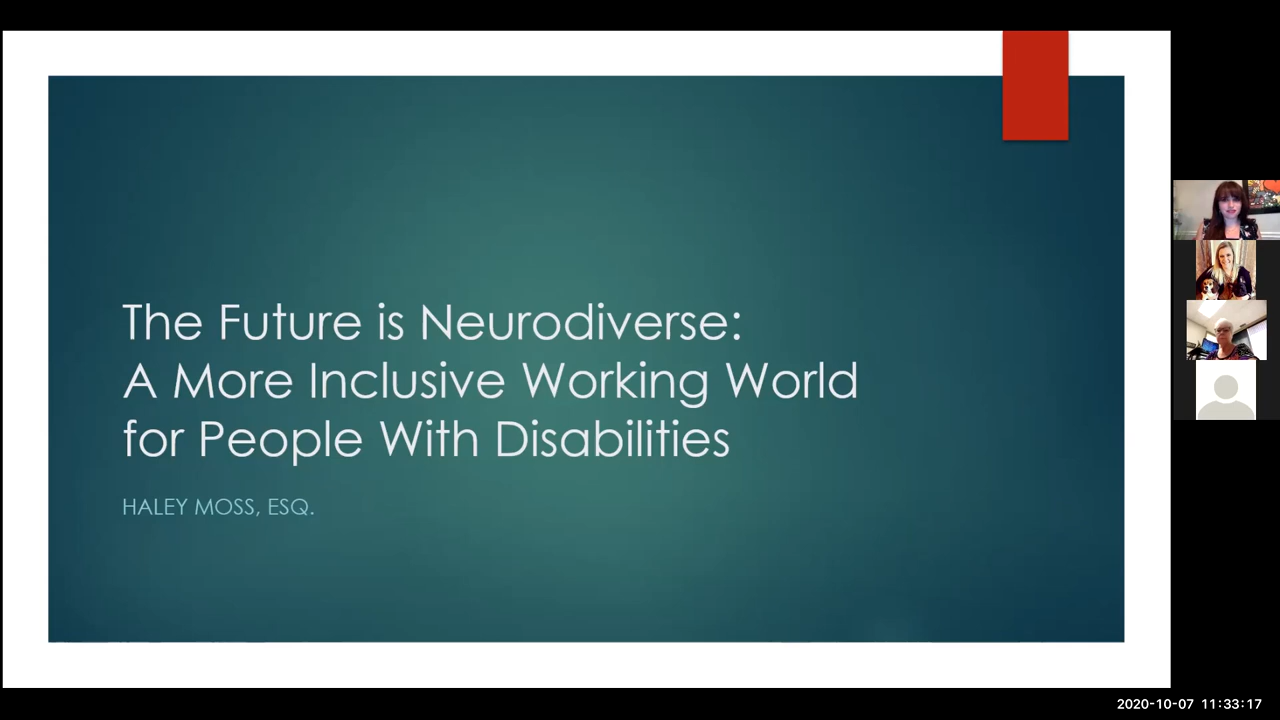 The Future is Neurodiverse:
A More Inclusive Working World
for People With Disabilities
HALEY MOSS, ESQ.
2020-10-07 11:33:17